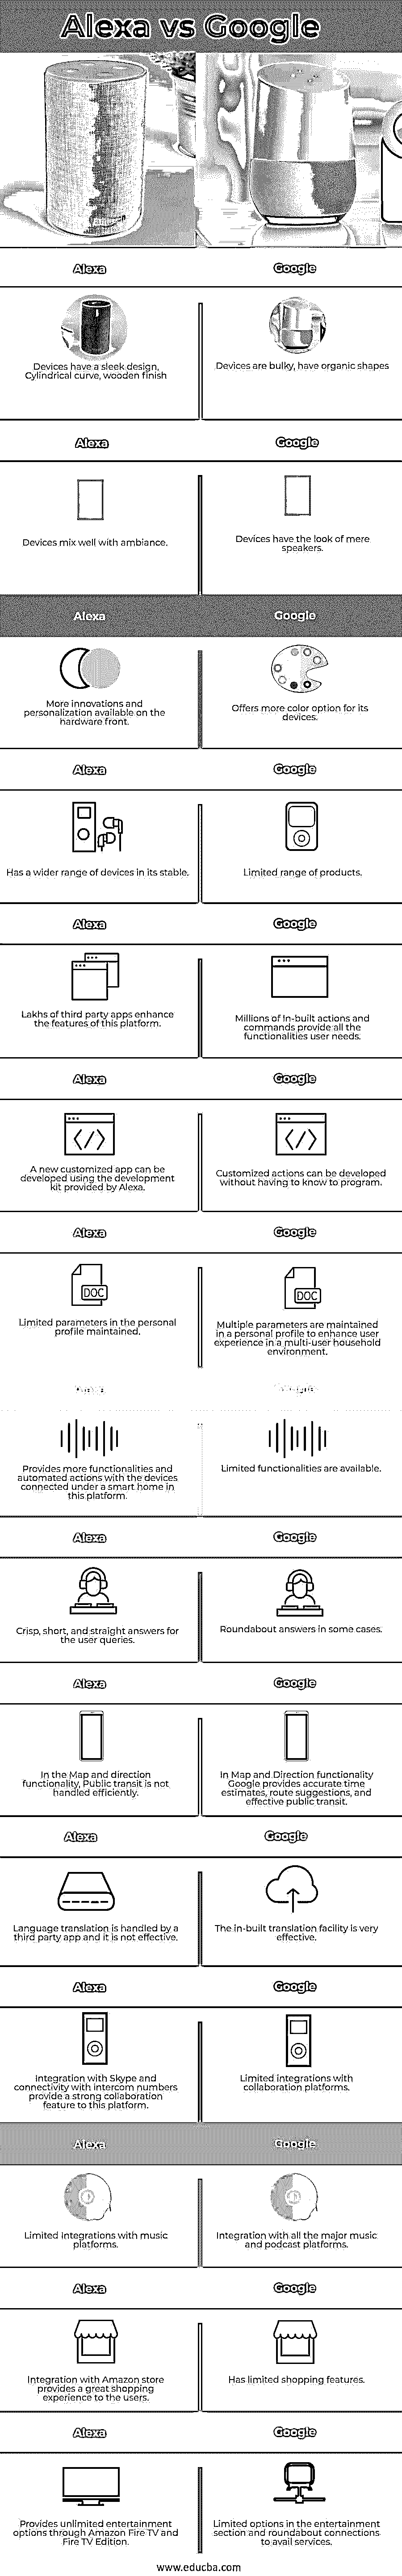 Alexa vs Google
Alexa
Google
Devices have a sleek design,
Cylindrical curve, wooden finish
Devices are bulky, have organic shapes
Alexa
Google
Devices mix well with ambiance.
Devices have the look of mere
speakers.
Alexa
Google
More innovations and
personalization available on the
hardware front.
Offers more color option for its
devices.
Alexa
Google
Has a wider range of devices in its stable.
Limited range of products.
Alexa
Google
Lakhs of third party apps enhance
the features of this platform.
Millions of In-built actions and
commands provide all the
functionalities user needs.
Alexa
Google
A new customized app can be
developed using the development
kit provided by Alexa.
Customized actions can be developed
without having to know to program.
Alexa
Google
DOC
DOC
Limited parameters in the personal
profile maintained.
Multiple parameters are maintained
in a personal profile to enhance user
experience in a multi-user household
environment.
Alexa
Google
Provides more functionalities and
automated actions with the devices
connected under a smart home in
this platform.
Limited functionalities are available.
Alexa
Google
Crisp, short, and straight answers for
the user queries.
Roundabout answers in some cases.
Alexa
Google
In the Map and direction
functionality, Public transit is not
handled efficiently.
In Map and Direction functionality
Google provides accurate time
estimates, route suggestions, and
effective public transit.
Alexa
Google
Language translation is handled by a
third party app and it is not effective.
The in-built translation facility is very
effective.
Alexa
Google
Integration with Skype and
connectivity with intercom numbers
provide a strong collaboration
feature to this platform.
Limited integrations with
collaboration platforms.
Alexa
Google
Limited Integrations with music
platforms.
Integration with all the major music
and podcast platforms.
Alexa
Google
Integration with Amazon store
provides a great shopping
experience to the users.
Has limited shopping features.
Alexa
Google
Provides unlimited entertainment
options through Amazon Fire TV and
Fire TV Edition.
Limited options in the entertainment
section and roundabout connections
to avail services.
www.educba.com